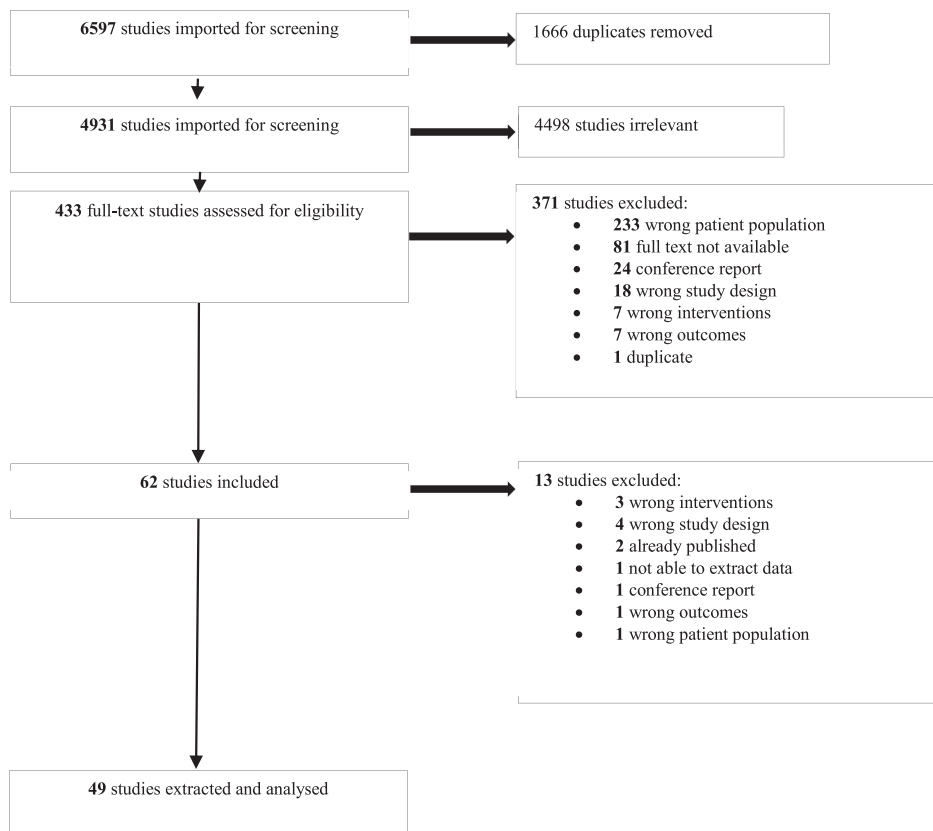 6597 studies imported for screening
1666 duplicates removed
4931 studies imported for screening
4498 studies irrelevant
433 full-text studies assessed for eligibility
371 studies excluded:
• 233 wrong patient population
• 81 full text not available
• 24 conference report
• 18 wrong study design
• 7 wrong interventions
• 7 wrong outcomes
• 1 duplicate
62 studies included
13 studies excluded:
• 3 wrong interventions
• 4 wrong study design
• 2 already published
• 1 not able to extract data
• 1 conference report
• 1 wrong outcomes
• 1 wrong patient population
49 studies extracted and analysed